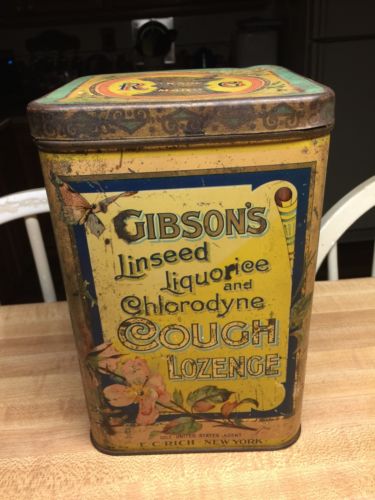 R G
GIBSON'S
Linseed
Liquorice
and
Chlorodyne
COUGH
LOZENGE
SOLE UNITED STATES AGENT
E.C. RICH NEW YORK